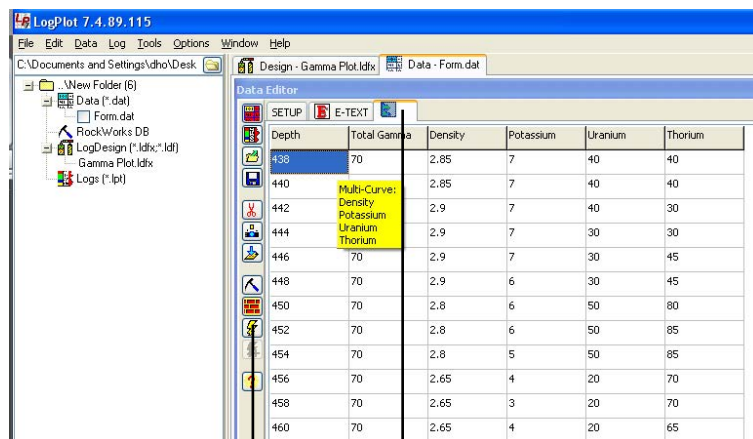 LogPlot 7.4.89.115
File Edit Data Log Tools Options Window Help
C:\Documents and Settings\dho\Desk
Design - Gamma Plot.ldfx Data - Form.dat
..\New Folder (6)
Data (*.dat)
Form.dat
RockWorks DB
LogDesign (*.ldfx;*.ldf)
Gamma Plot.ldfx
Logs (*.lpt)
Data Editor
SETUP E E-TEXT
Depth Total Gamma Density Potassium Uranium Thorium
438 70 2.85 7 40 40
440 2.85 7 40 40
442 2.9 7 40 30
444 2.9 7 30 30
446 70 2.9 7 30 45
448 70 2.9 6 30 45
450 70 2.8 6 50 80
452 70 2.8 6 50 85
454 70 2.8 5 50 85
456 70 2.65 4 20 70
458 70 2.65 3 20 70
460 70 2.65 4 20 65
Multi-Curve:
Density
Potassium
Uranium
Thorium